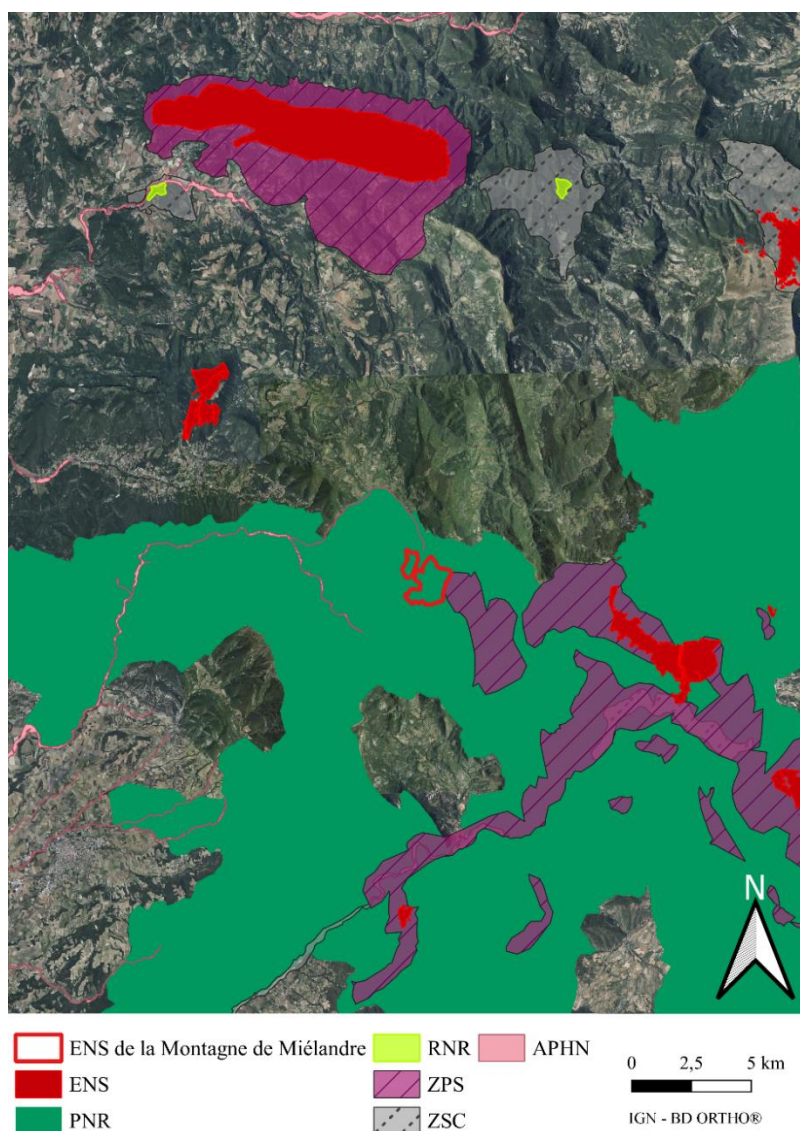 N
ENS de la Montagne de Miélandre
RNR
APHN
ENS
ZPS
PNR
ZSC
0 2,5 5 km
IGN - BD ORTHO®